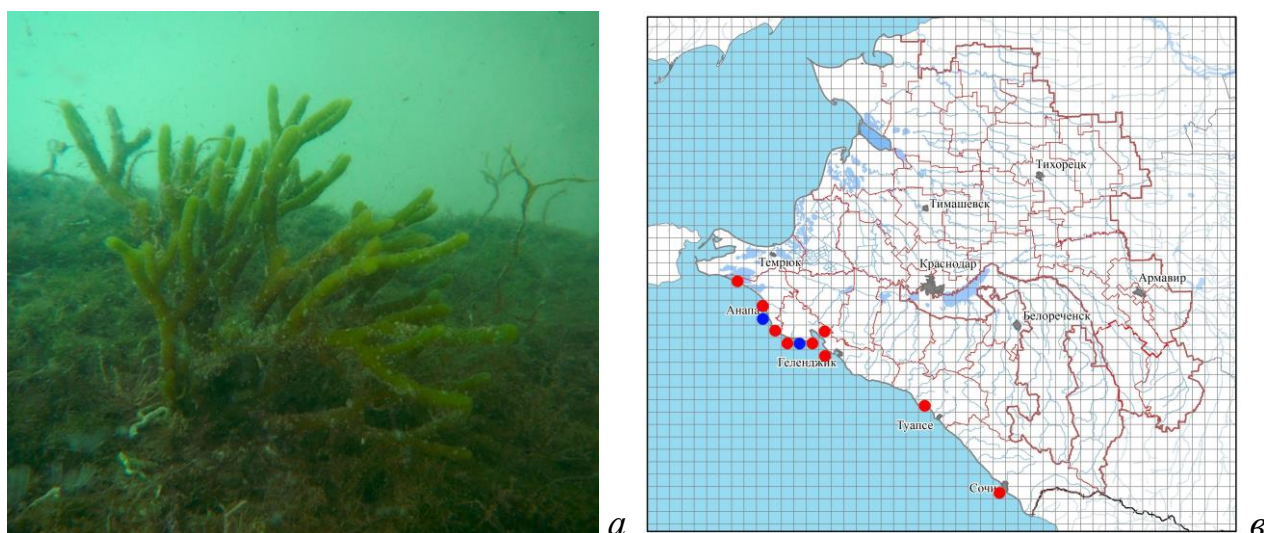 Тихорецк
Тимашевск
Темрюк
Краснодар
Армавир
Анапа
Белореченск
Геленджик
Туапсе
Сочи
а
в